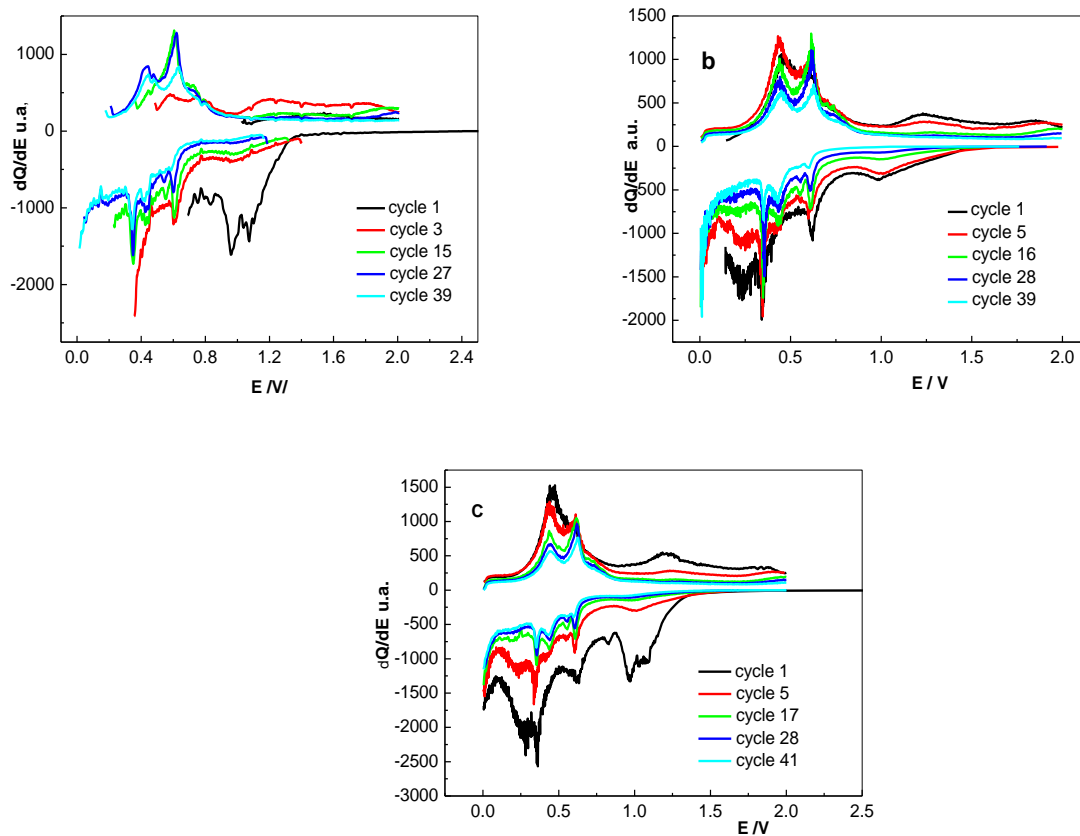 dQ/dE u.a.
1000
0
-1000
-2000
0.0 0.4 0.8 1.2 1.6 2.0 2.4
E /V/
cycle 1
cycle 3
cycle 15
cycle 27
cycle 39
b
dQ/dE a.u.
1500
1000
500
0
-500
-1000
-1500
-2000
0.0 0.5 1.0 1.5 2.0
E / V
cycle 1
cycle 5
cycle 16
cycle 28
cycle 39
c
dQ/dE u.a.
1500
1000
500
0
-500
-1000
-1500
-2000
-2500
-3000
0.0 0.5 1.0 1.5 2.0 2.5
E /V
cycle 1
cycle 5
cycle 17
cycle 28
cycle 41